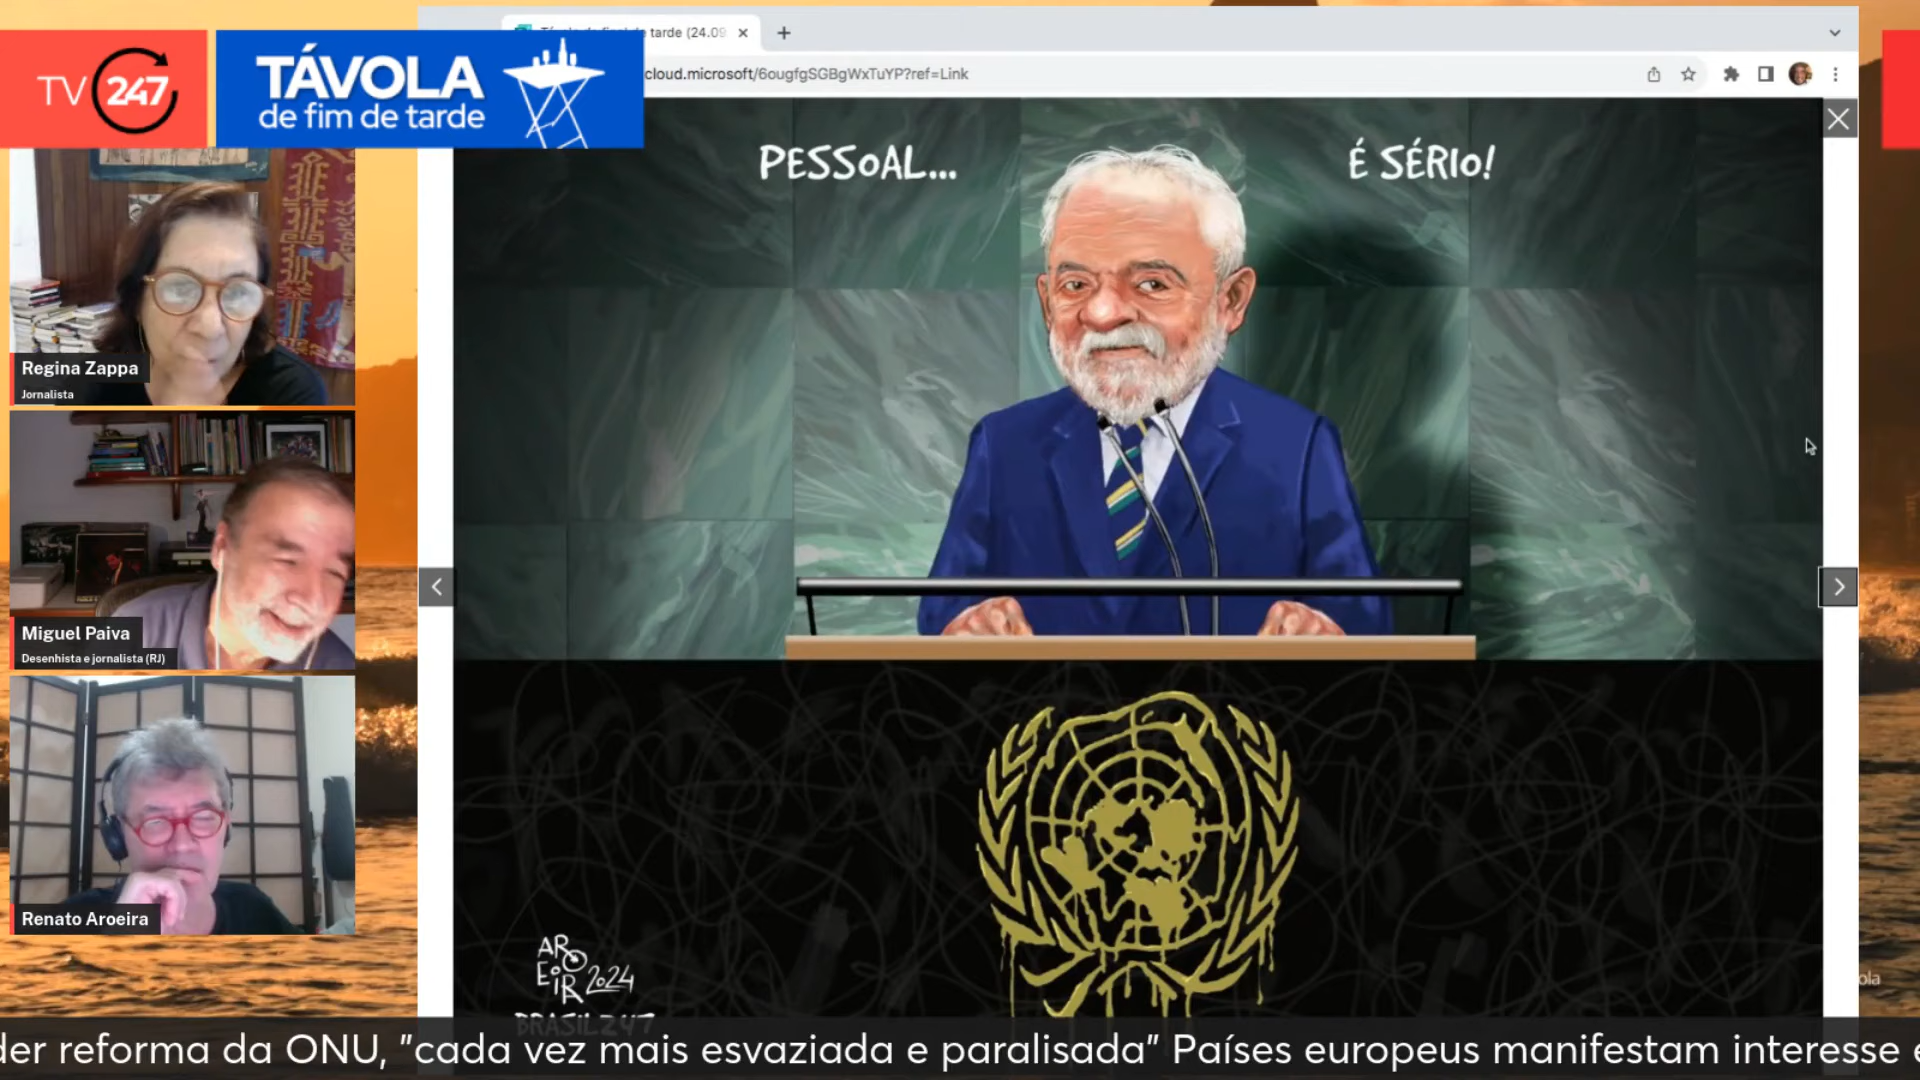 TV 247
TÁVOLA
de fim de tarde
tarde (24.09
cloud.microsoft/6ougfgSGBgWxTuYP?ref=Link
PESSOAL...
É SÉRIO!
Regina Zappa
Jornalista
Miguel Paiva
Desenhista e jornalista (RJ)
Renato Aroeira
AROEIRA 2024
BRASIL247
ola
der reforma da ONU, "cada vez mais esvaziada e paralisada" Países europeus manifestam interesse e